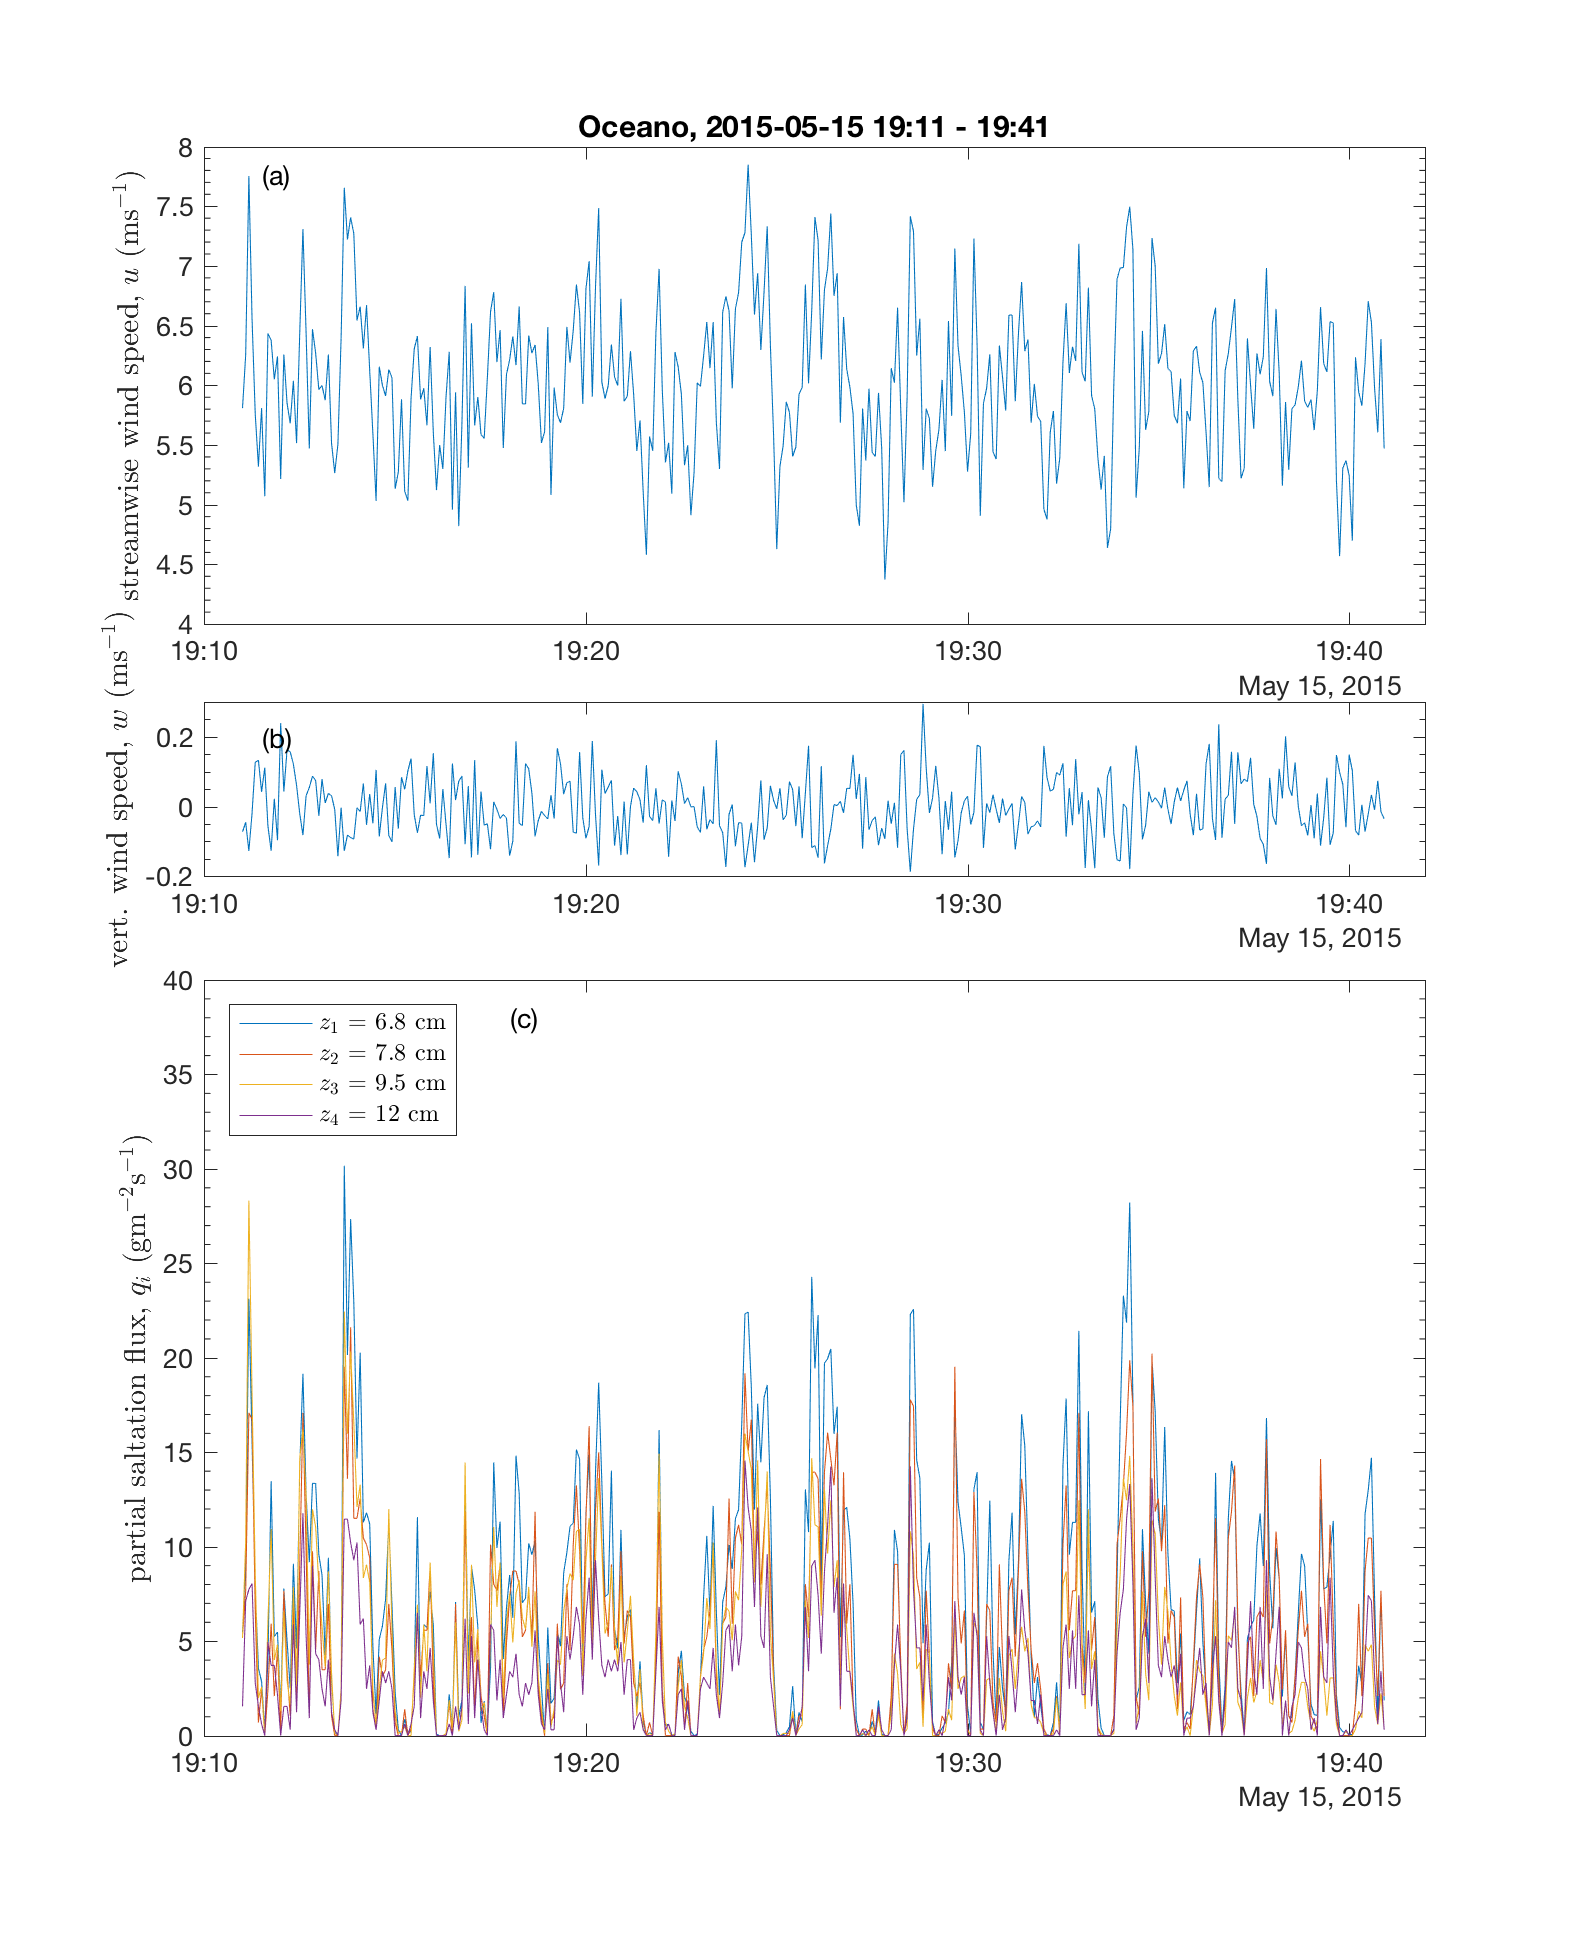 Oceano, 2015-05-15 19:11 - 19:41
(a)
streamwise wind speed, u (ms⁻¹)
8
7.5
7
6.5
6
5.5
5
4.5
4
19:10 19:20 19:30 19:40
May 15, 2015
(b)
vert. wind speed, w (ms⁻¹)
0.2
0
-0.2
19:10 19:20 19:30 19:40
May 15, 2015
(c)
partial saltation flux, qᵢ (gm⁻²s⁻¹)
40
35
30
25
20
15
10
5
0
z₁ = 6.8 cm
z₂ = 7.8 cm
z₃ = 9.5 cm
z₄ = 12 cm
19:10 19:20 19:30 19:40
May 15, 2015